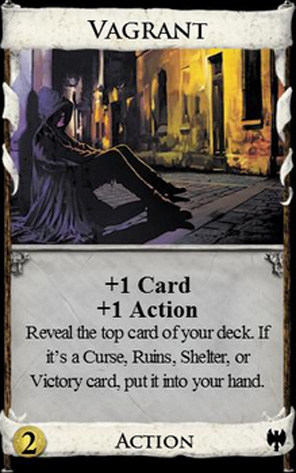 VAGRANT
+1 Card
+1 Action
Reveal the top card of your deck. If
it's a Curse, Ruins, Shelter, or
Victory card, put it into your hand.
2
ACTION